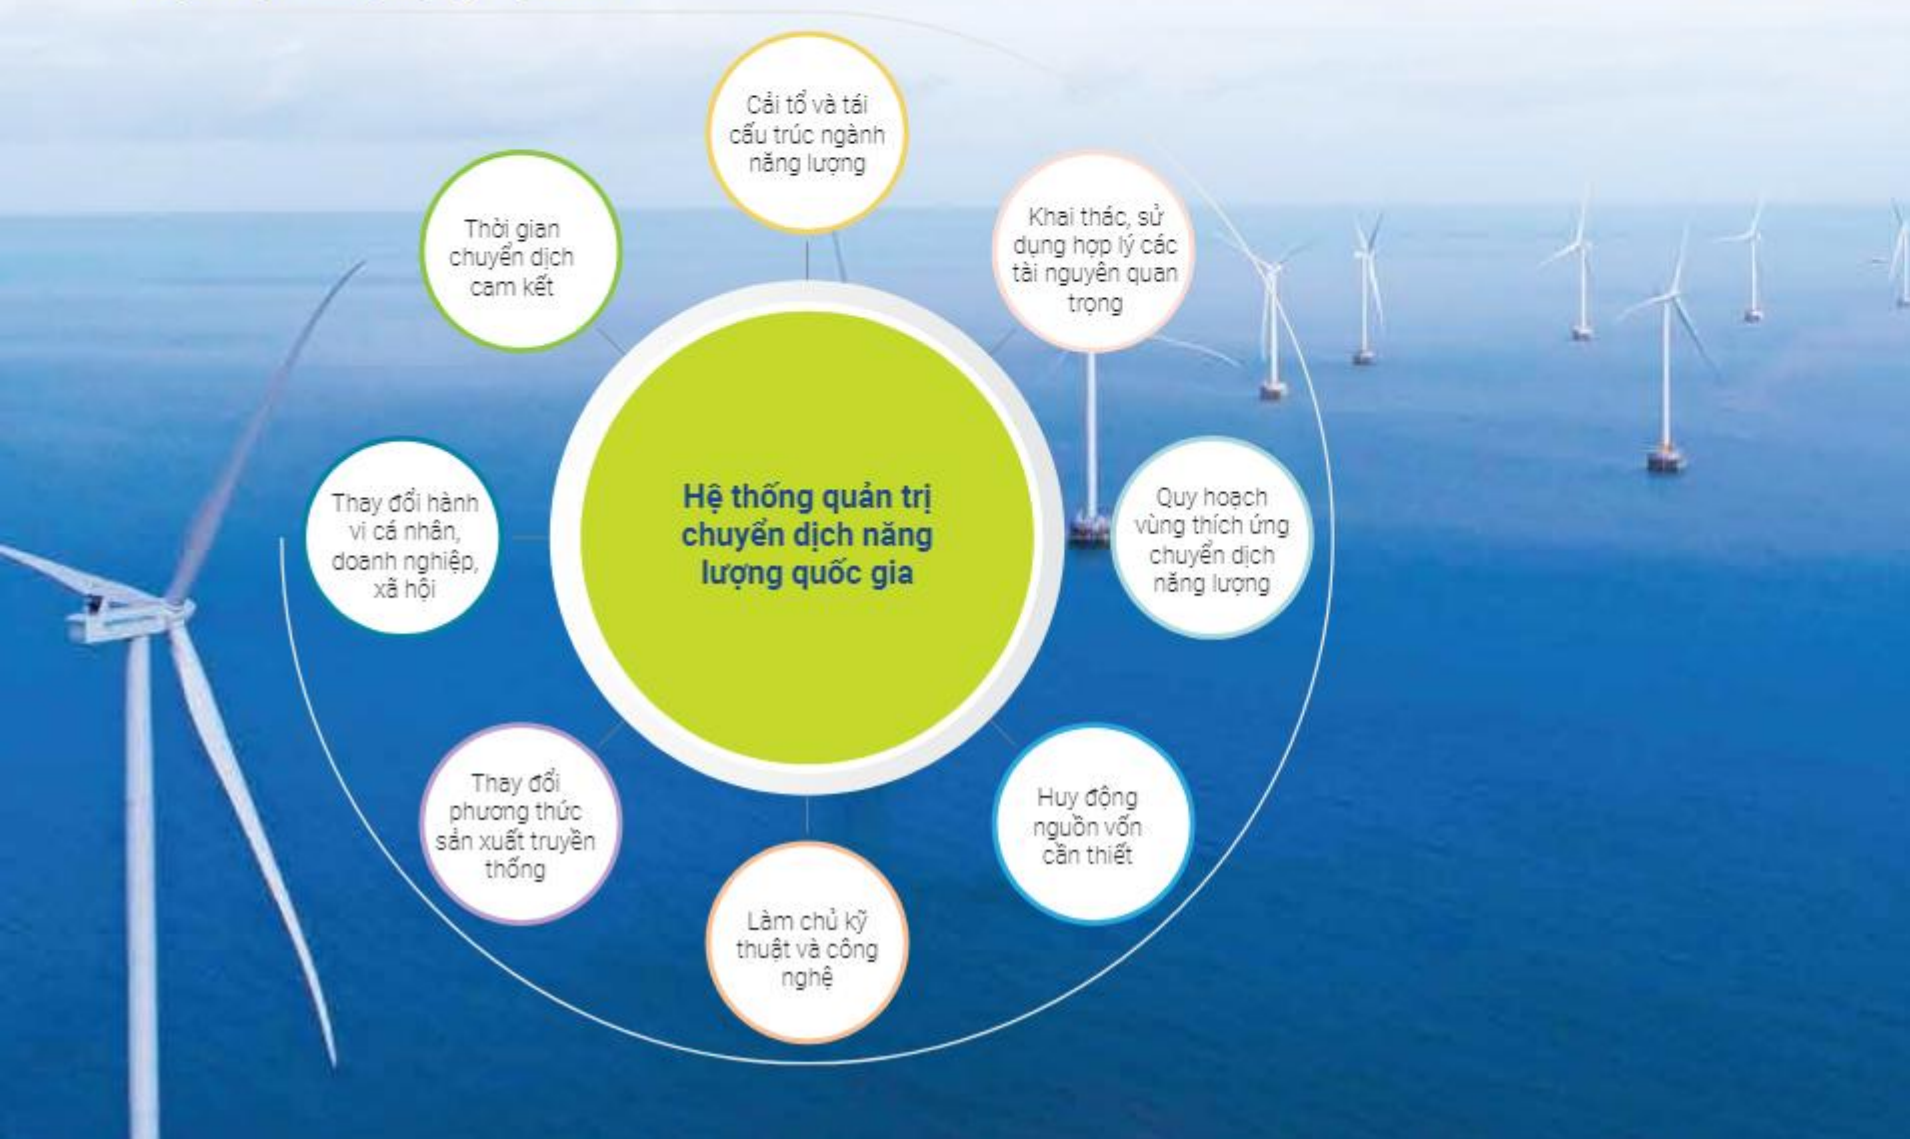 Hệ thống quản trị
chuyển dịch năng
lượng quốc gia
Cải tổ và tái
cấu trúc ngành
năng lượng
Khai thác, sử
dụng hợp lý các
tài nguyên quan
trọng
Quy hoạch
vùng thích ứng
chuyển dịch
năng lượng
Huy động
nguồn vốn
cần thiết
Làm chủ kỹ
thuật và công
nghệ
Thay đổi
phương thức
sản xuất truyền
thống
Thay đổi hành
vi cá nhân,
doanh nghiệp,
xã hội
Thời gian
chuyển dịch
cam kết